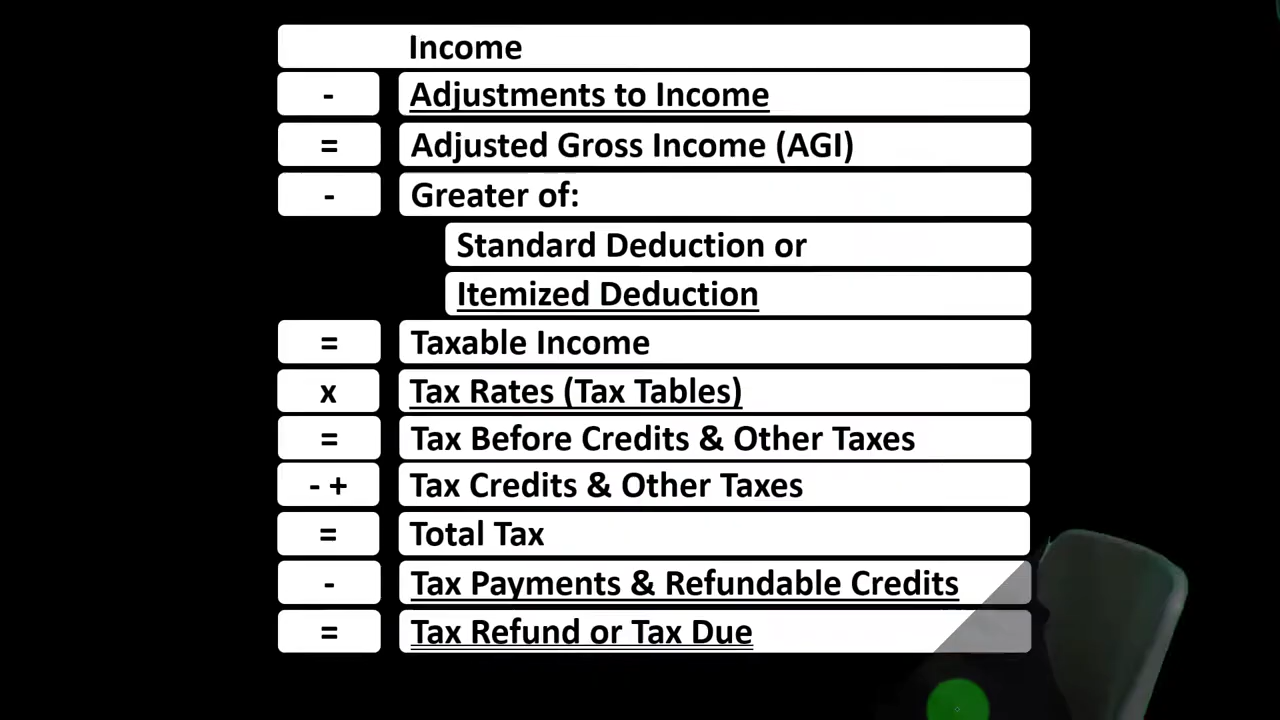 Income
- Adjustments to Income
= Adjusted Gross Income (AGI)
- Greater of:
Standard Deduction or
Itemized Deduction
= Taxable Income
x Tax Rates (Tax Tables)
= Tax Before Credits & Other Taxes
- + Tax Credits & Other Taxes
= Total Tax
- Tax Payments & Refundable Credits
= Tax Refund or Tax Due